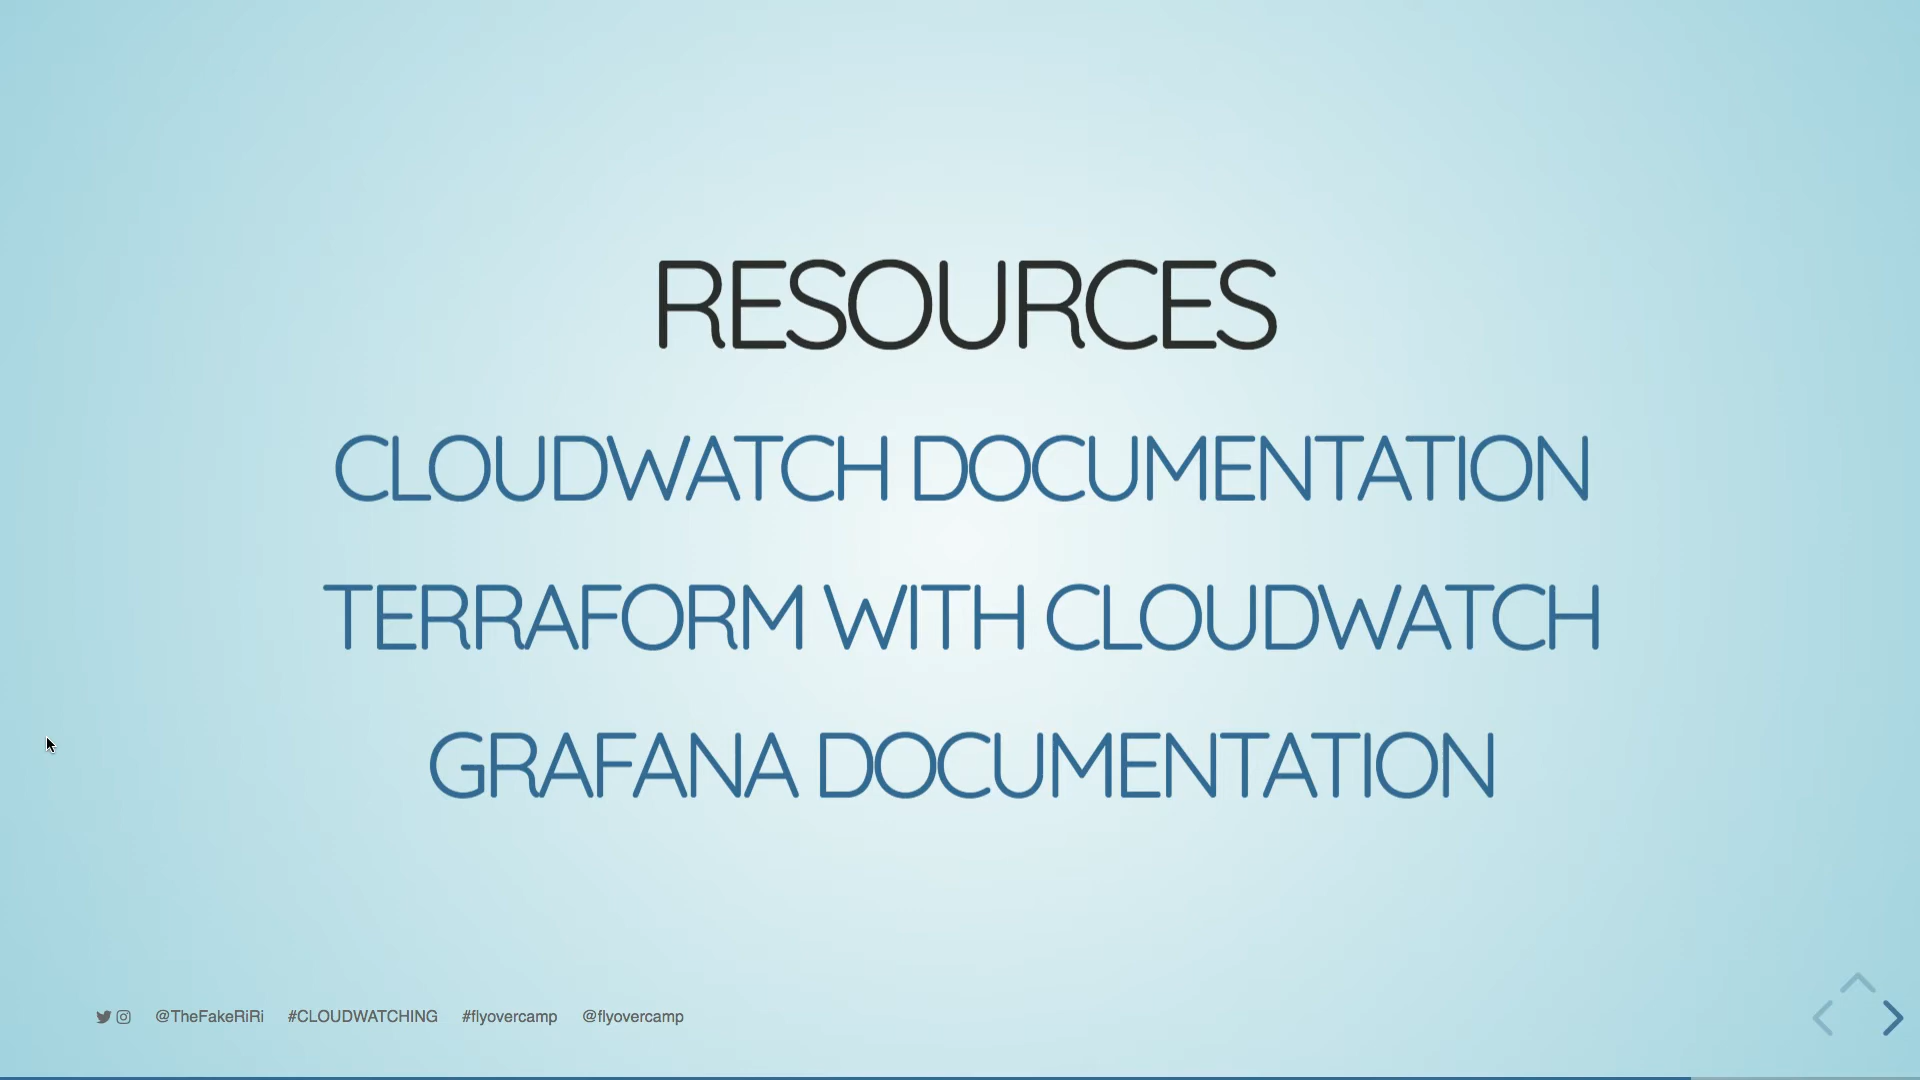 RESOURCES
CLOUDWATCH DOCUMENTATION
TERRAFORM WITH CLOUDWATCH
GRAFANA DOCUMENTATION
@TheFakeRiRi #CLOUDWATCHING #flyovercamp @flyovercamp